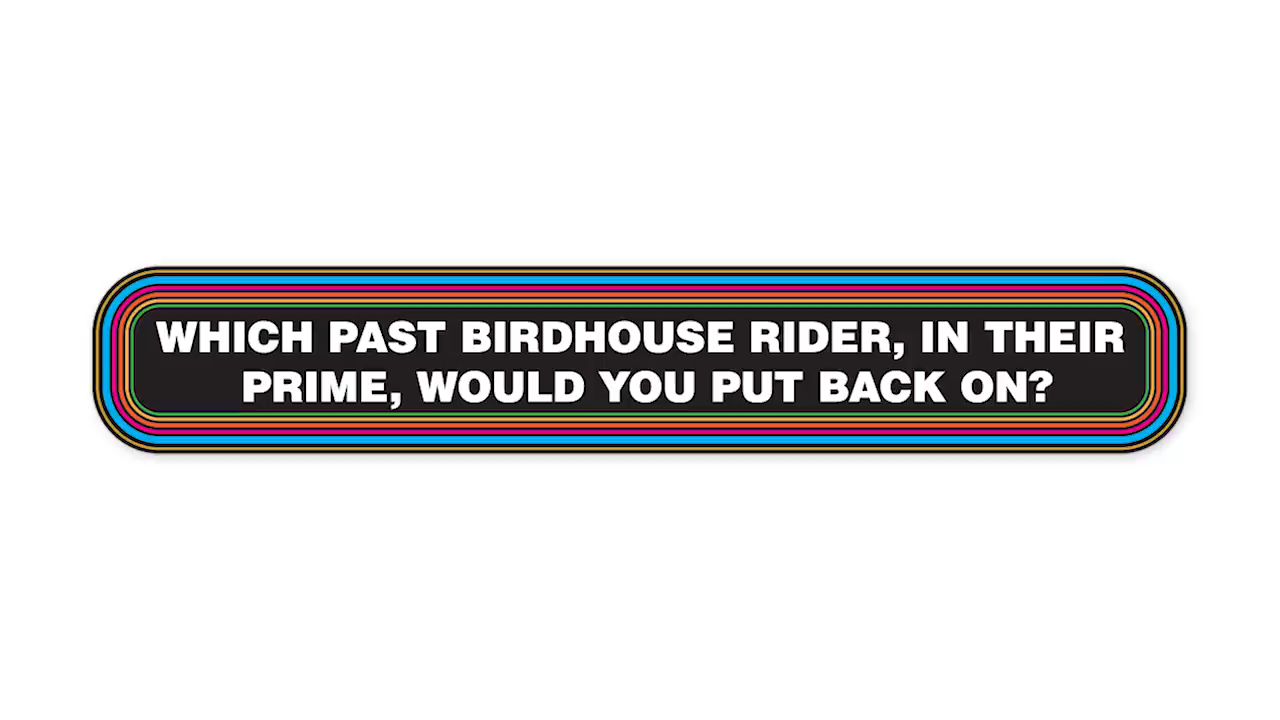 WHICH PAST BIRDHOUSE RIDER, IN THEIR
PRIME, WOULD YOU PUT BACK ON?